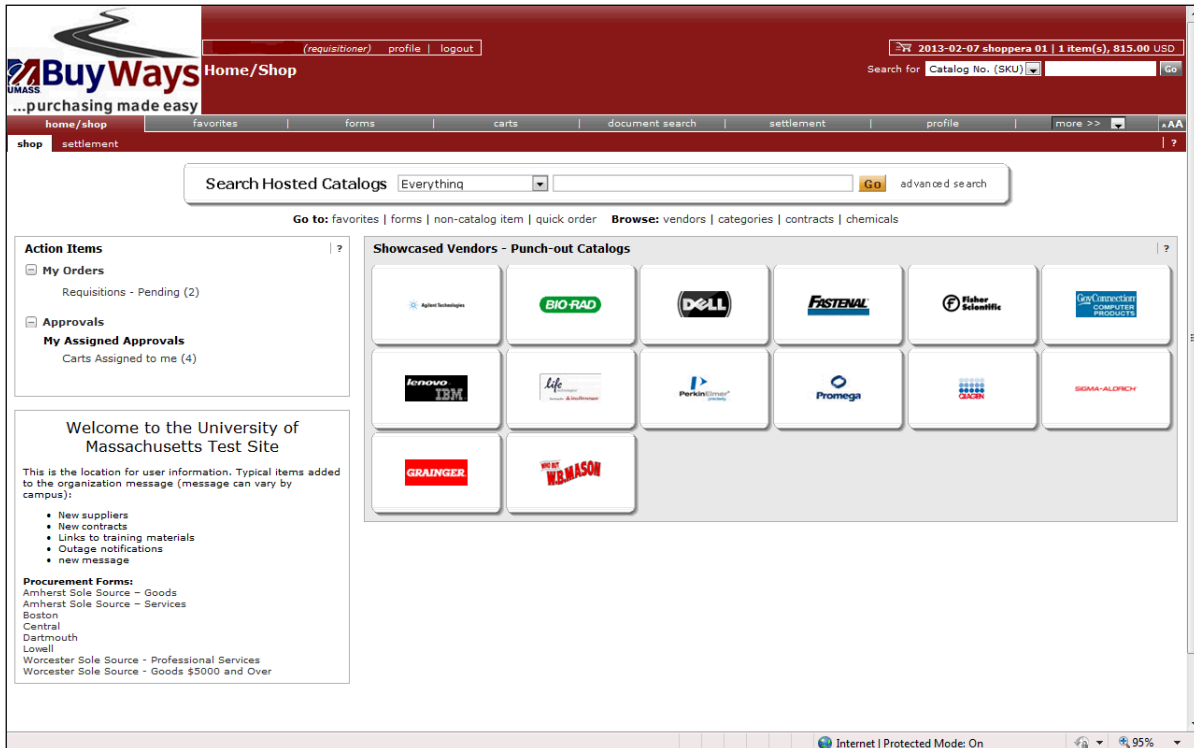 UMASS
BuyWays
...purchasing made easy
(requisitioner) profile | logout
2013-02-07 shoppera 01 | 1 item(s), 815.00 USD
Home/Shop
Search for Catalog No. (SKU) Go
home/shop favorites | forms | carts | document search | settlement | profile | more >> AA
shop settlement | ?
Search Hosted Catalogs Everything Go advanced search
Go to: favorites | forms | non-catalog item | quick order Browse: vendors | categories | contracts | chemicals
Action Items | ?
My Orders
Requisitions - Pending (2)
Approvals
My Assigned Approvals
Carts Assigned to me (4)
Welcome to the University of
Massachusetts Test Site
This is the location for user information. Typical items added
to the organization message (message can vary by
campus):
• New suppliers
• New contracts
• Links to training materials
• Outage notifications
• new message
Procurement Forms:
Amherst Sole Source – Goods
Amherst Sole Source – Services
Boston
Central
Dartmouth
Lowell
Worcester Sole Source - Professional Services
Worcester Sole Source - Goods $5000 and Over
Showcased Vendors - Punch-out Catalogs | ?
Agilent Technologies
BIO-RAD
DELL
FASTENAL
Fisher
Scientific
GovConnection
COMPUTER
PRODUCTS
lenovo
IBM
life
PerkinElmer
Promega
QIAGEN
SIGMA-ALDRICH
GRAINGER
WHO BUT
W.B.MASON
Internet | Protected Mode: On 95%